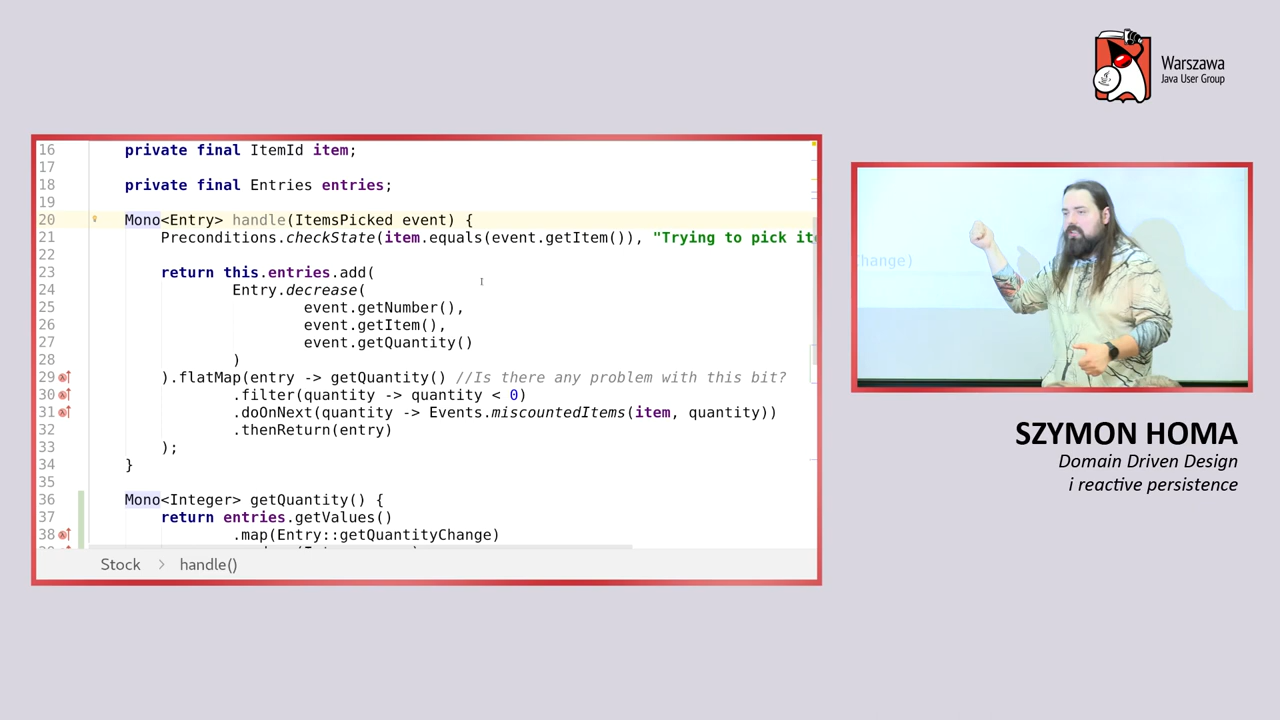 Warszawa
Java User Group
16 private final ItemId item;
17
18 private final Entries entries;
19
20 Mono<Entry> handle(ItemsPicked event) {
21 Preconditions.checkState(item.equals(event.getItem()), "Trying to pick it
22
23 return this.entries.add(
24 Entry.decrease(
25 event.getNumber(),
26 event.getItem(),
27 event.getQuantity()
28 )
29 ).flatMap(entry -> getQuantity() //Is there any problem with this bit?
30 .filter(quantity -> quantity < 0)
31 .doOnNext(quantity -> Events.miscountedItems(item, quantity))
32 .thenReturn(entry)
33 );
34 }
35
36 Mono<Integer> getQuantity() {
37 return entries.getValues()
38 .map(Entry::getQuantityChange)
Stock > handle()
hange)
SZYMON HOMA
Domain Driven Design
i reactive persistence